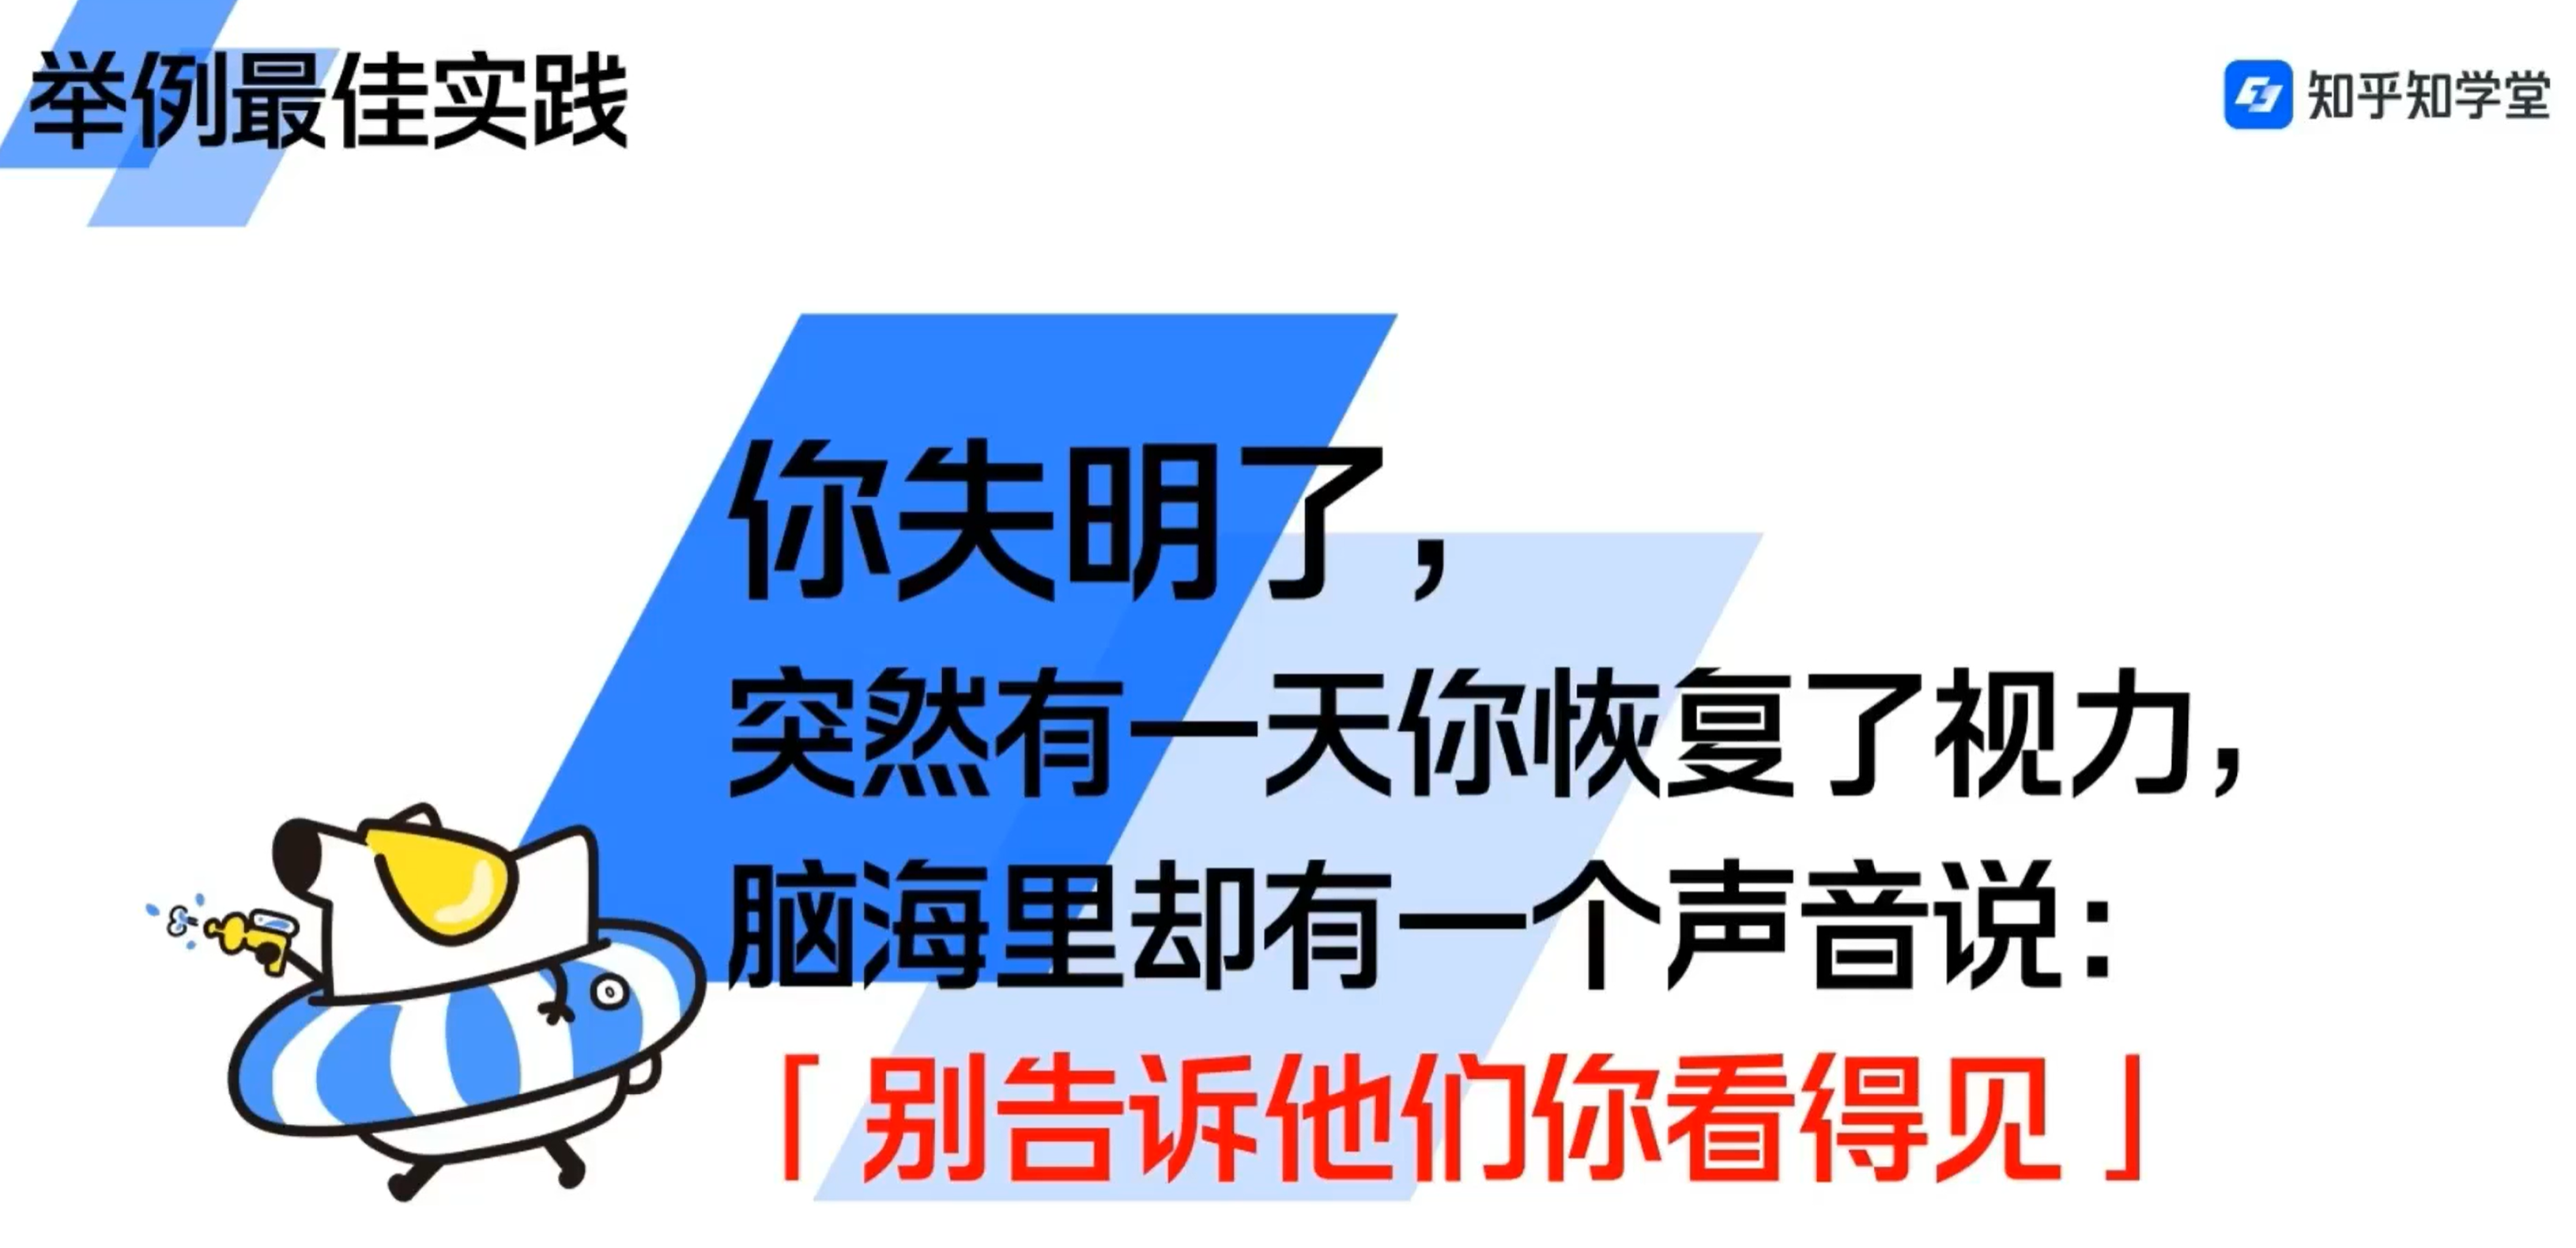 举例最佳实践
知乎知学堂
你失明了，
突然有一天你恢复了视力，
脑海里却有一个声音说：
「别告诉他们你看得见」